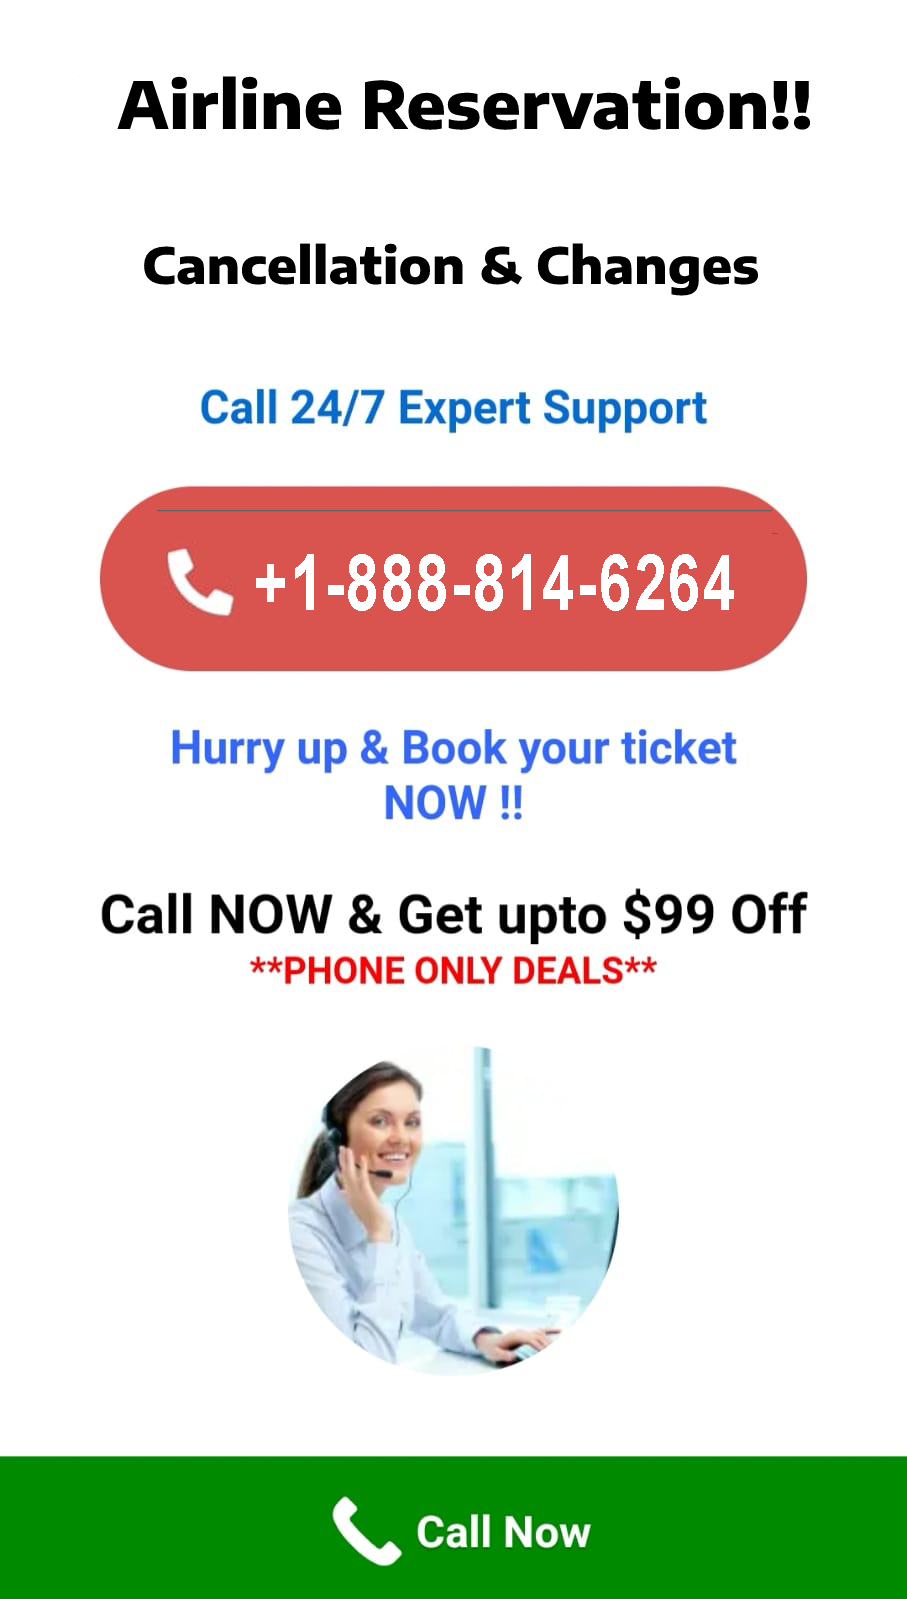 Airline Reservation!!
Cancellation & Changes
Call 24/7 Expert Support
+1-888-814-6264
Hurry up & Book your ticket
NOW !!
Call NOW & Get upto $99 Off
**PHONE ONLY DEALS**
Call Now